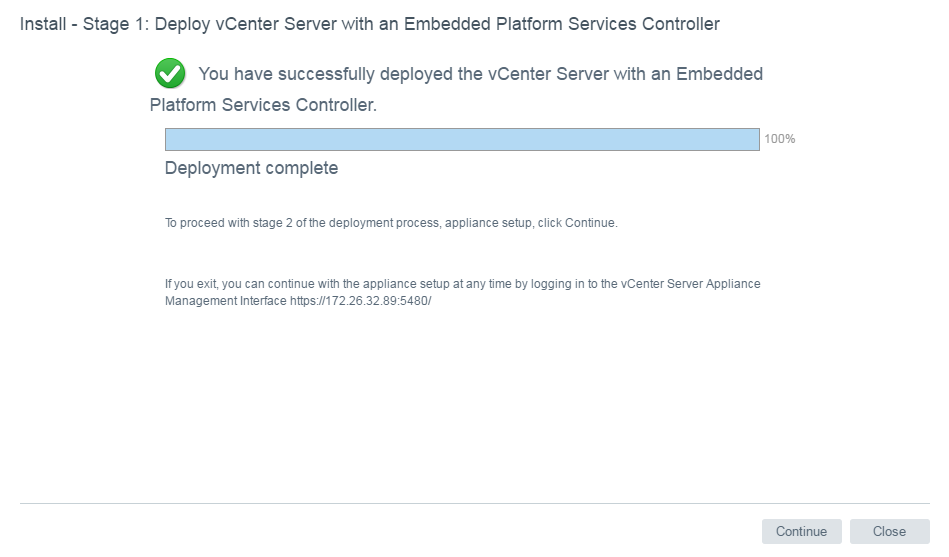 Install - Stage 1: Deploy vCenter Server with an Embedded Platform Services Controller
You have successfully deployed the vCenter Server with an Embedded
Platform Services Controller.
100%
Deployment complete
To proceed with stage 2 of the deployment process, appliance setup, click Continue.
If you exit, you can continue with the appliance setup at any time by logging in to the vCenter Server Appliance
Management Interface https://172.26.32.89:5480/
Continue
Close